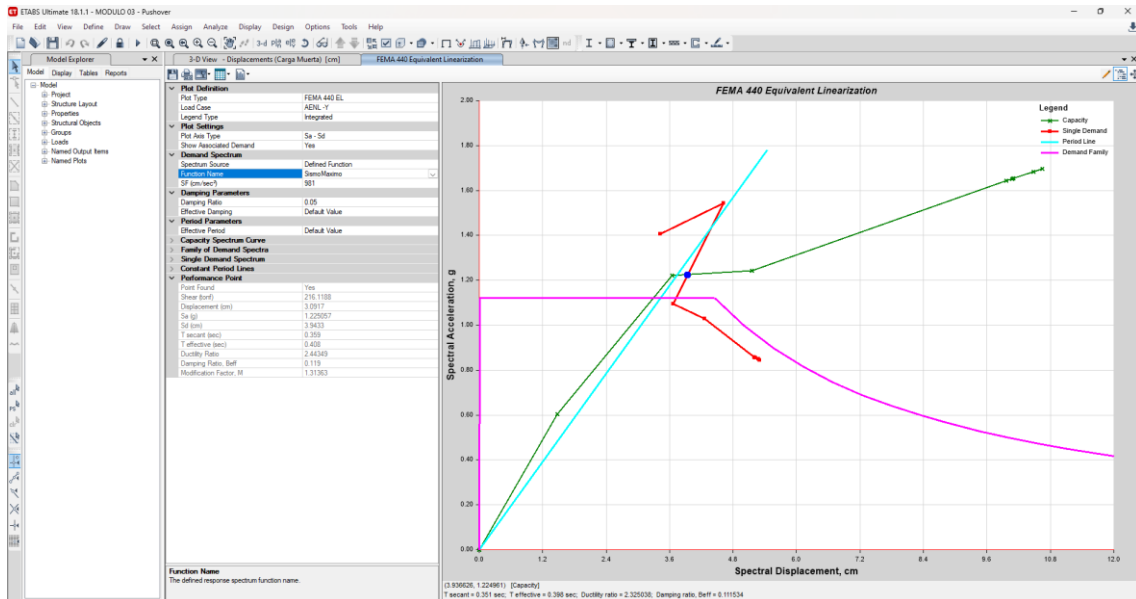 ETABS Ultimate 18.1.1 - MODULO 03 - Pushover
File Edit View Define Draw Select Assign Analyze Display Design Options Tools Help
3-d
nd
Model Explorer
Model Display Tables Reports
Model
Project
Structure Layout
Properties
Structural Objects
Groups
Loads
Named Output Items
Named Plots
3-D View - Displacements (Carga Muerta) [cm]
FEMA 440 Equivalent Linearization
Plot Definition
Plot Type FEMA 440 EL
Load Case AENL -Y
Legend Type Integrated
Plot Settings
Plot Axis Type Sa - Sd
Show Associated Demand Yes
Demand Spectrum
Spectrum Source Defined Function
Function Name SismoMaximo
SF (cm/sec²) 981
Damping Parameters
Damping Ratio 0.05
Effective Damping Default Value
Period Parameters
Effective Period Default Value
Capacity Spectrum Curve
Family of Demand Spectra
Single Demand Spectrum
Constant Period Lines
Performance Point
Point Found Yes
Shear (tonf) 216.1188
Displacement (cm) 3.0917
Sa (g) 1.225057
Sd (cm) 3.9433
T secant (sec) 0.359
T effective (sec) 0.408
Ductility Ratio 2.44349
Damping Ratio, Beff 0.119
Modification Factor, M 1.31363
Function Name
The defined response spectrum function name.
FEMA 440 Equivalent Linearization
Legend
Capacity
Single Demand
Period Line
Demand Family
Spectral Acceleration, g
2.00
1.80
1.60
1.40
1.20
1.00
0.80
0.60
0.40
0.20
0.00
0.0 1.2 2.4 3.6 4.8 6.0 7.2 8.4 9.6 10.8 12.0
Spectral Displacement, cm
(3.936626, 1.224961) [Capacity]
T secant = 0.351 sec; T effective = 0.398 sec; Ductility ratio = 2.325038; Damping ratio, Beff = 0.111534